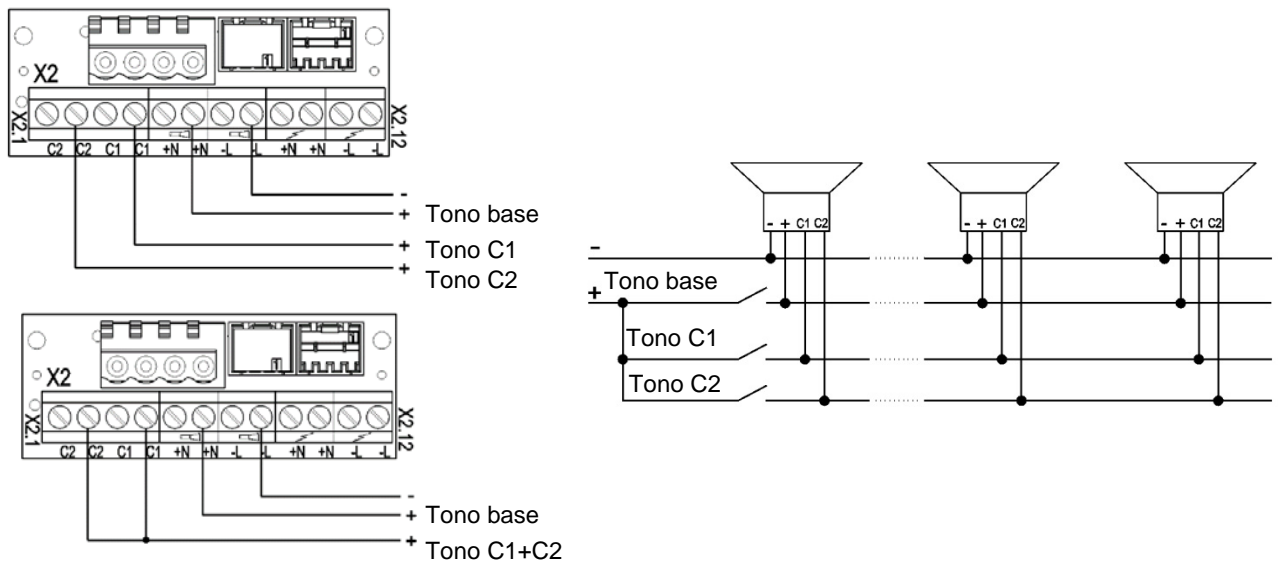 1
X2
X2.1
X2.12
C2 C2 C1 C1 +N +N -L -L +N +N -L -L
-
+ Tono base
+ Tono C1
+ Tono C2
1
X2
X2.1
X2.12
C2 C2 C1 C1 +N +N -L -L +N +N -L -L
-
+ Tono base
+ Tono C1+C2
- + C1 C2
- + C1 C2
- + C1 C2
-
+ Tono base
Tono C1
Tono C2